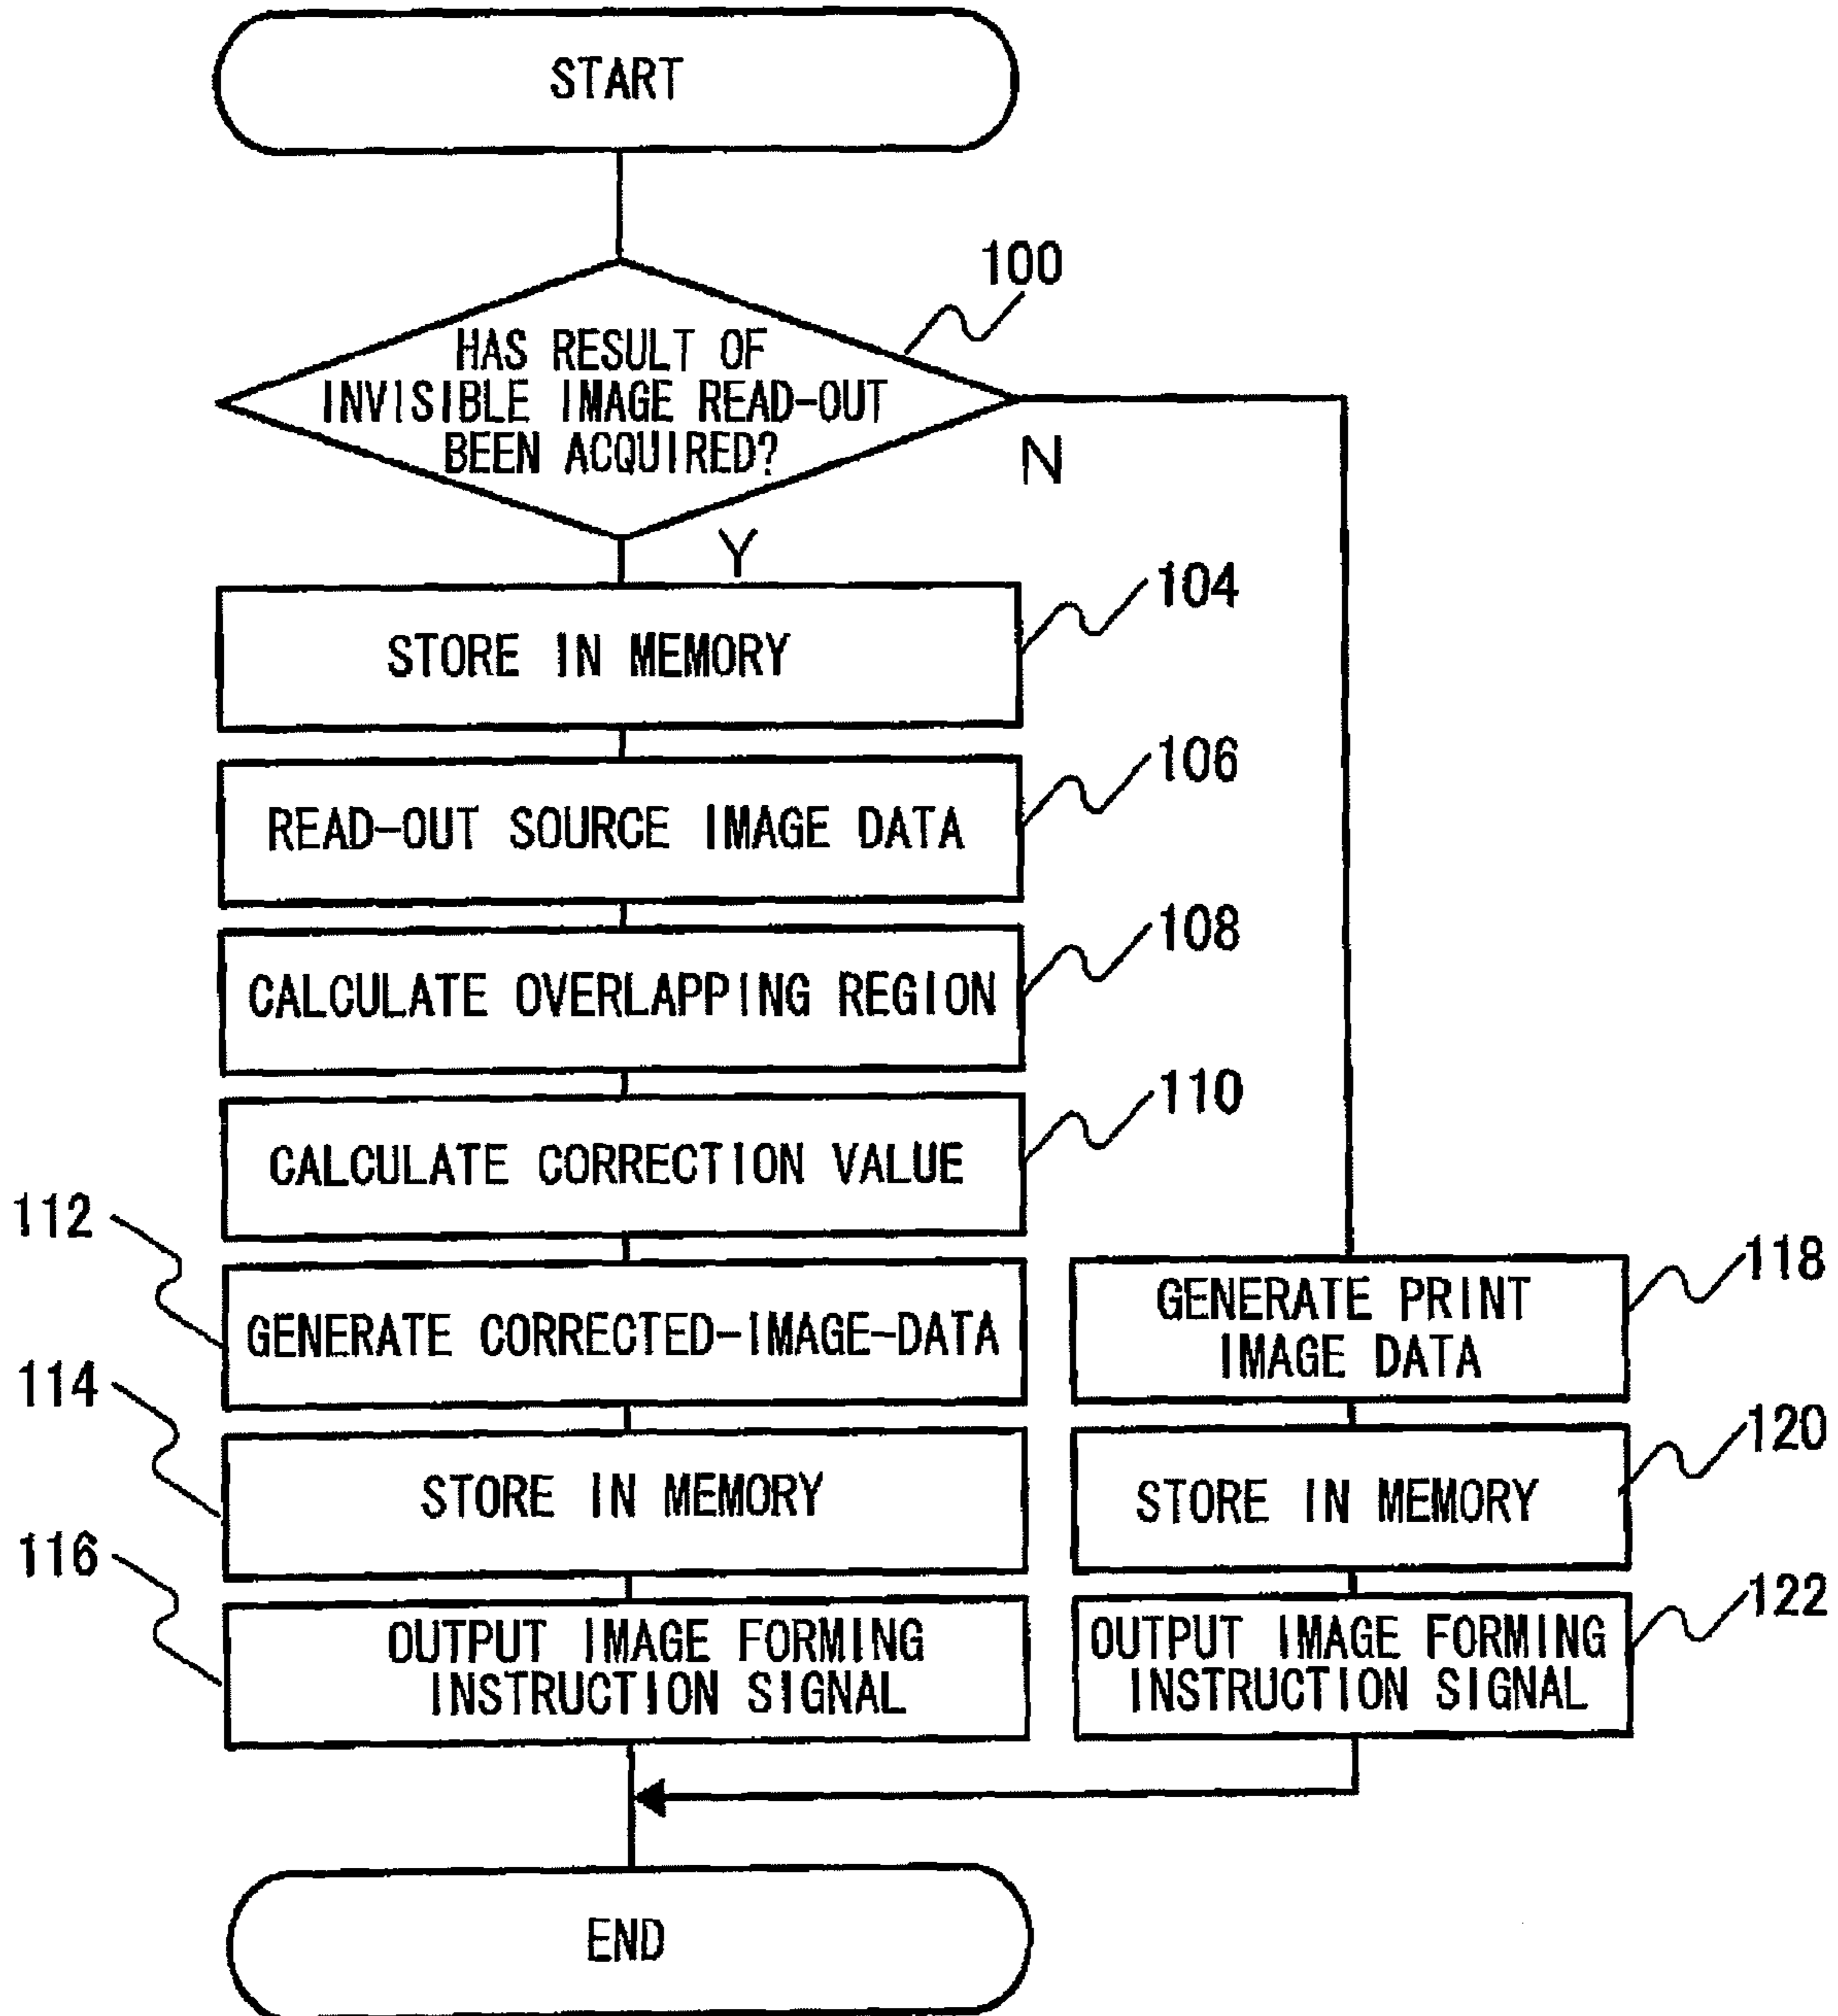 START
100
HAS RESULT OF
INVISIBLE IMAGE READ-OUT
BEEN ACQUIRED?
N
Y
104
STORE IN MEMORY
106
READ-OUT SOURCE IMAGE DATA
108
CALCULATE OVERLAPPING REGION
110
CALCULATE CORRECTION VALUE
112
GENERATE CORRECTED-IMAGE-DATA
114
STORE IN MEMORY
116
OUTPUT IMAGE FORMING
INSTRUCTION SIGNAL
118
GENERATE PRINT
IMAGE DATA
120
STORE IN MEMORY
122
OUTPUT IMAGE FORMING
INSTRUCTION SIGNAL
END